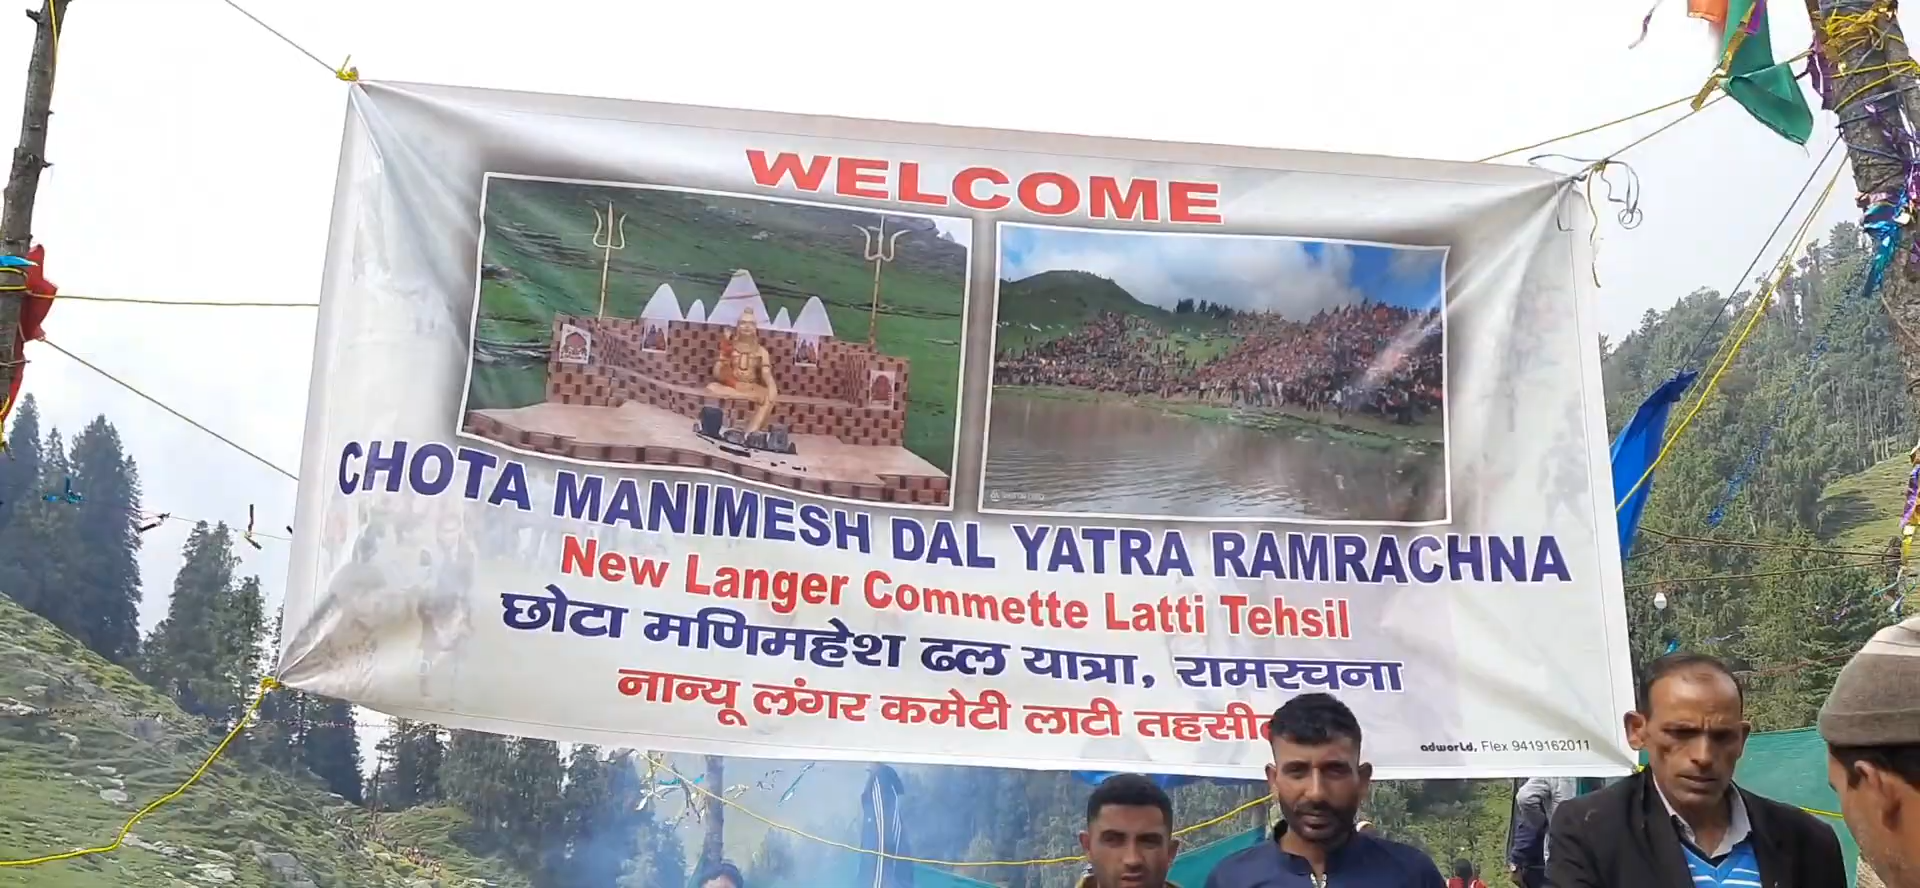 WELCOME
CHOTA MANIMESH DAL YATRA RAMRACHNA
New Langer Commette Latti Tehsil
छोटा मणिमहेश ढल यात्रा, रामरचना
नान्यू लंगर कमेटी लाटी तहसील
adworld, Flex 9419162011